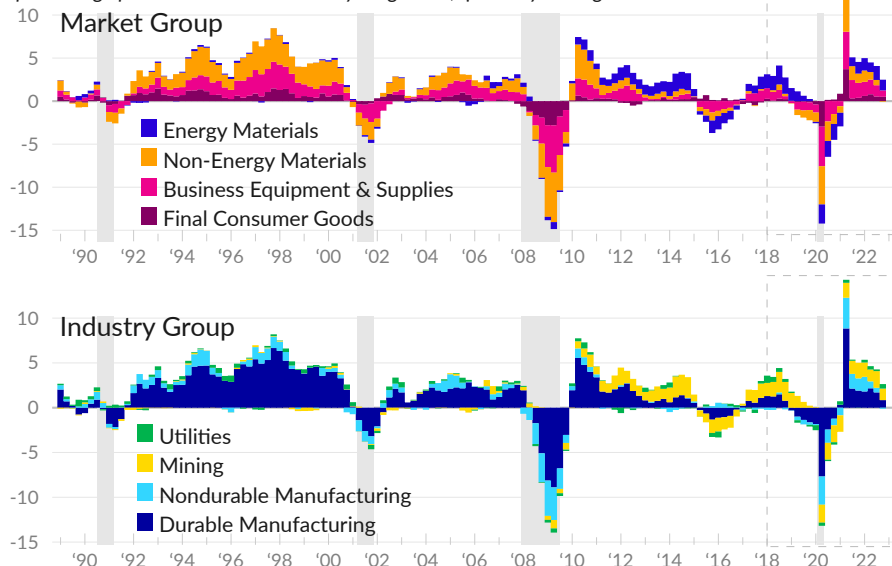 10
Market Group
5
0
Energy Materials
-5
Non-Energy Materials
-10
Business Equipment & Supplies
Final Consumer Goods
-15
'90 '92 '94 '96 '98 '00 '02 '04 '06 '08 '10 '12 '14 '16 '18 '20 '22
10
Industry Group
5
0
Utilities
-5
Mining
Nondurable Manufacturing
-10
Durable Manufacturing
-15
'90 '92 '94 '96 '98 '00 '02 '04 '06 '08 '10 '12 '14 '16 '18 '20 '22